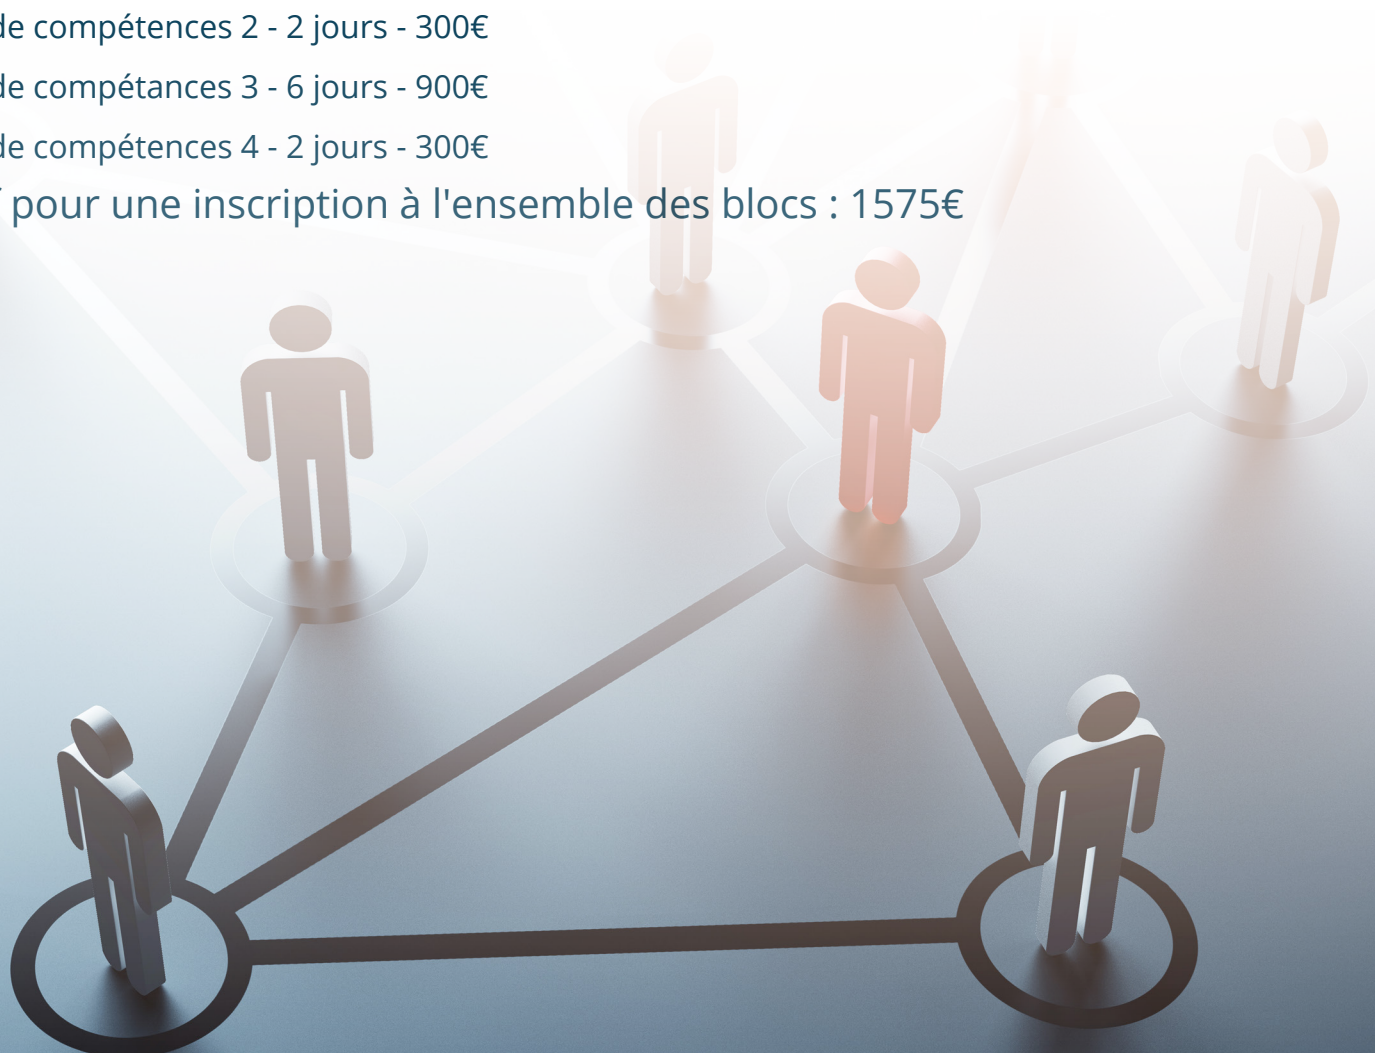 de compétences 2 - 2 jours - 300€
de compétances 3 - 6 jours - 900€
de compétences 4 - 2 jours - 300€
pour une inscription à l'ensemble des blocs : 1575€